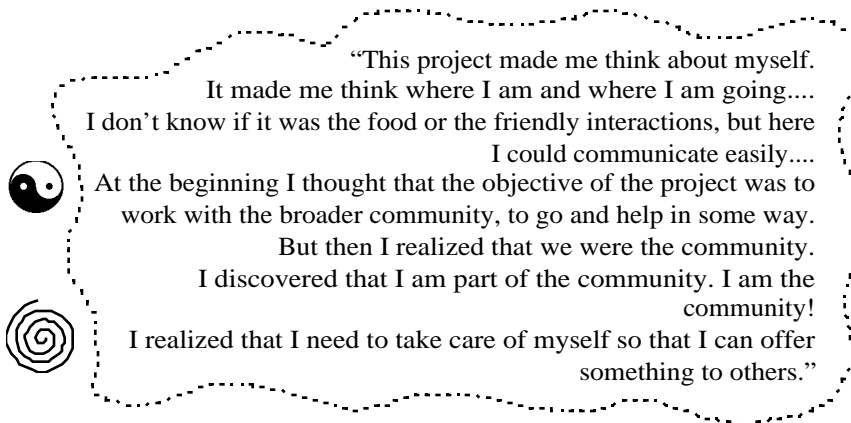 “This project made me think about myself.
It made me think where I am and where I am going....
I don’t know if it was the food or the friendly interactions, but here
I could communicate easily....
At the beginning I thought that the objective of the project was to
work with the broader community, to go and help in some way.
But then I realized that we were the community.
I discovered that I am part of the community. I am the
community!
I realized that I need to take care of myself so that I can offer
something to others.”